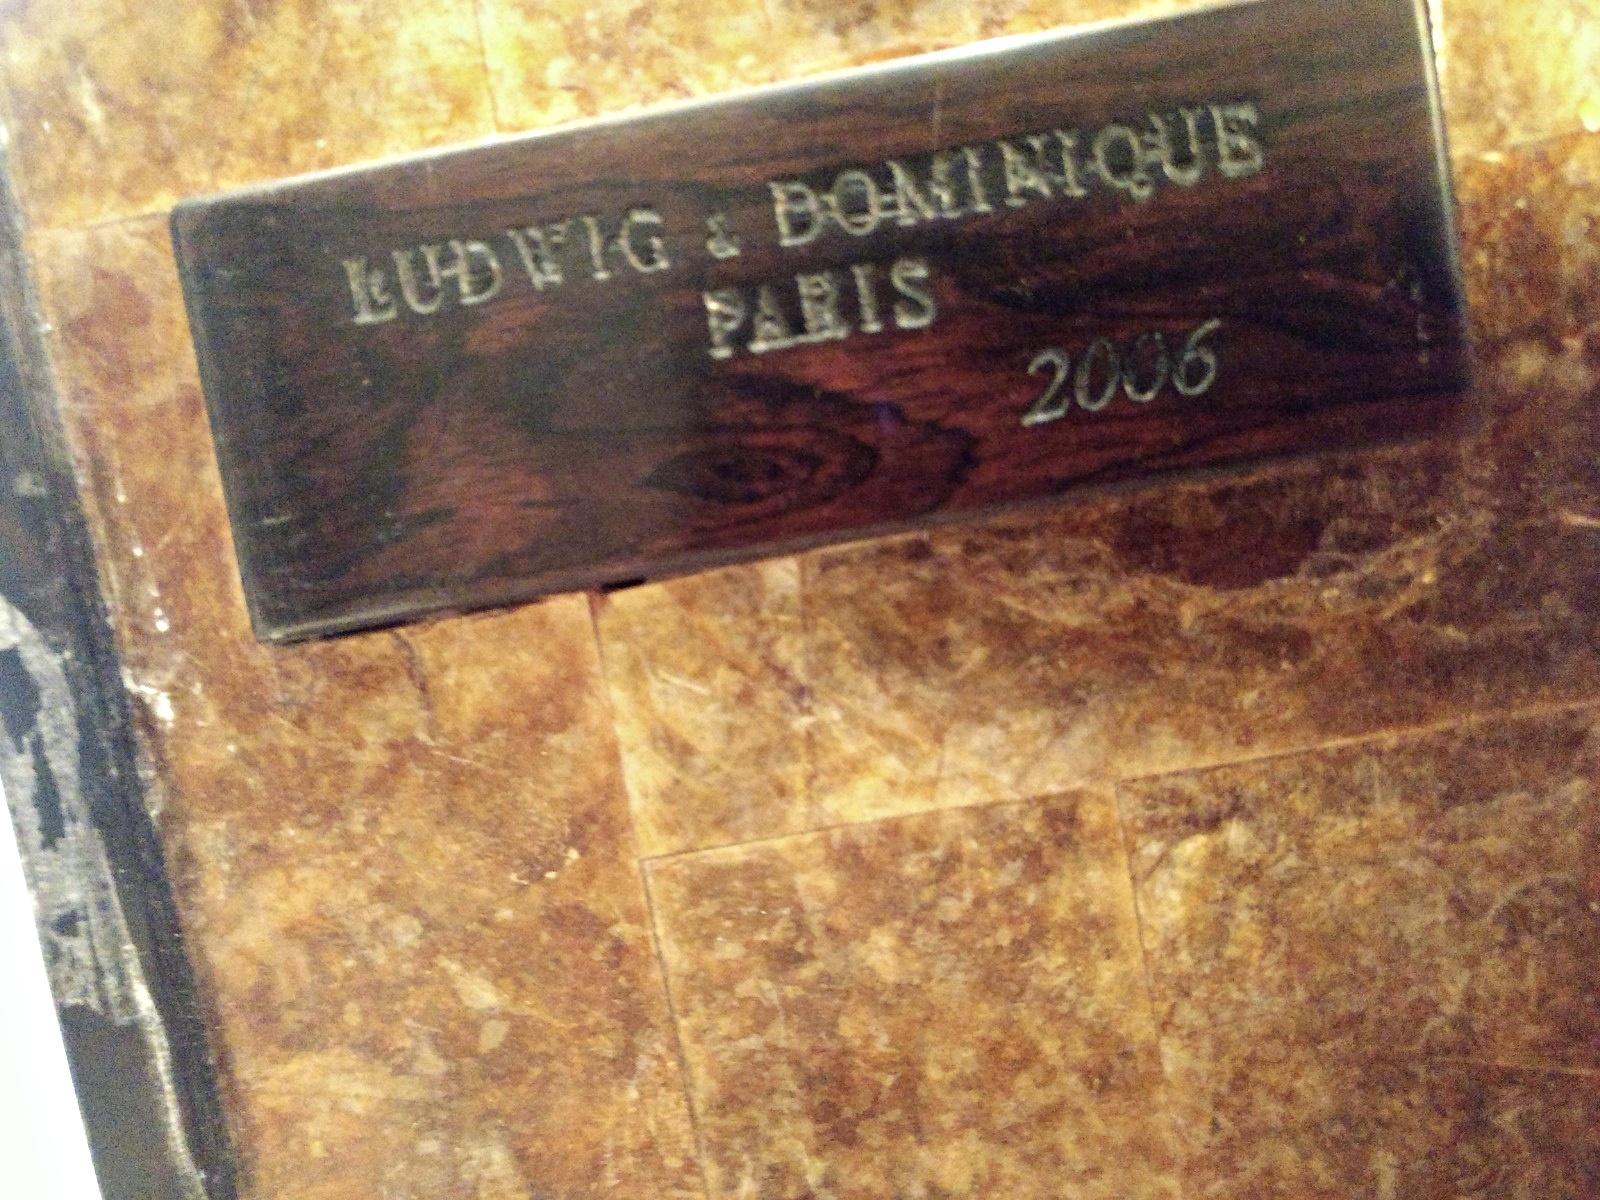 LUDWIG & DOMINIQUE
PARIS
2006